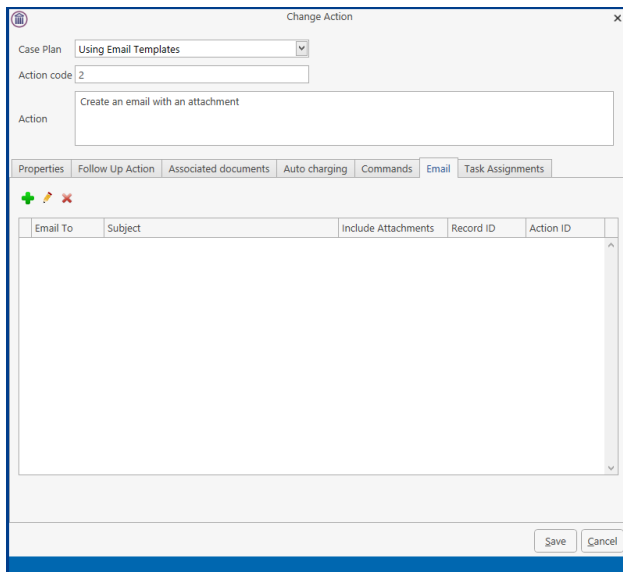 Change Action
Case Plan Using Email Templates
Action code 2
Action Create an email with an attachment
Properties Follow Up Action Associated documents Auto charging Commands Email Task Assignments
Email To Subject Include Attachments Record ID Action ID
Save Cancel